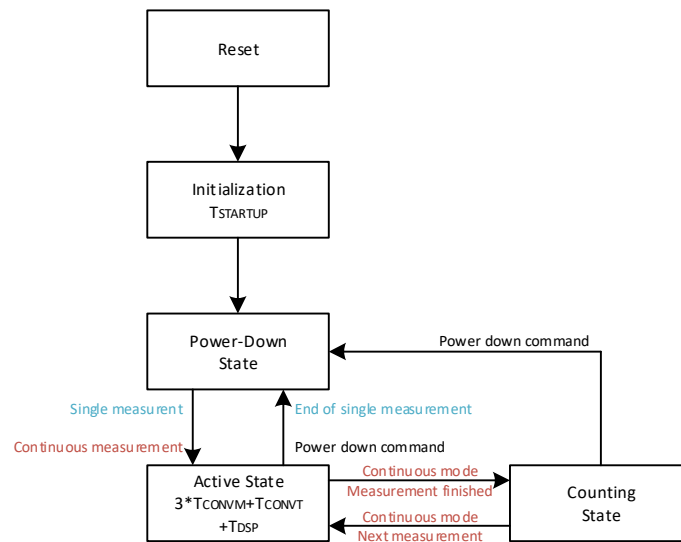 Reset
Initialization
TSTARTUP
Power-Down
State
Power down command
Single measurent
End of single measurement
Continuous measurement
Power down command
Active State
3*TCONVM+TCONVT
+TDSP
Continuous mode
Measurement finished
Continuous mode
Next measurement
Counting
State